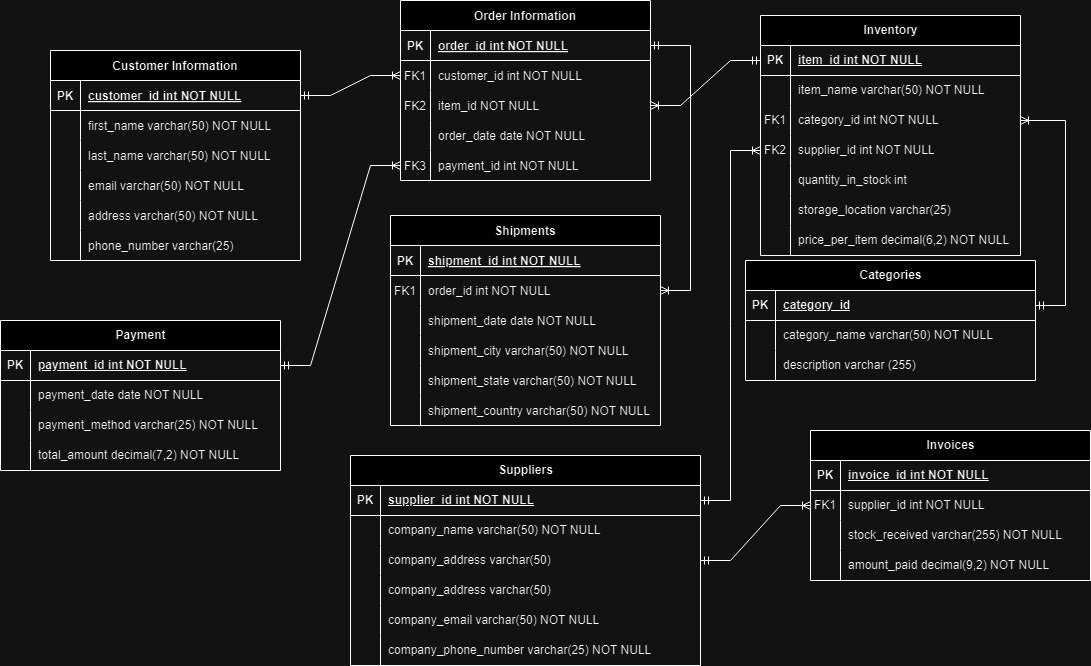 Order Information
PK order_id int NOT NULL
FK1 customer_id int NOT NULL
FK2 item_id NOT NULL
order_date date NOT NULL
FK3 payment_id int NOT NULL
Inventory
PK item_id int NOT NULL
item_name varchar(50) NOT NULL
FK1 category_id int NOT NULL
FK2 supplier_id int NOT NULL
quantity_in_stock int
storage_location varchar(25)
price_per_item decimal(6,2) NOT NULL
Customer Information
PK customer_id int NOT NULL
first_name varchar(50) NOT NULL
last_name varchar(50) NOT NULL
email varchar(50) NOT NULL
address varchar(50) NOT NULL
phone_number varchar(25)
Shipments
PK shipment_id int NOT NULL
FK1 order_id int NOT NULL
shipment_date date NOT NULL
shipment_city varchar(50) NOT NULL
shipment_state varchar(50) NOT NULL
shipment_country varchar(50) NOT NULL
Categories
PK category_id
category_name varchar(50) NOT NULL
description varchar (255)
Payment
PK payment_id int NOT NULL
payment_date date NOT NULL
payment_method varchar(25) NOT NULL
total_amount decimal(7,2) NOT NULL
Suppliers
PK supplier_id int NOT NULL
company_name varchar(50) NOT NULL
company_address varchar(50)
company_address varchar(50)
company_email varchar(50) NOT NULL
company_phone_number varchar(25) NOT NULL
Invoices
PK invoice_id int NOT NULL
FK1 supplier_id int NOT NULL
stock_received varchar(255) NOT NULL
amount_paid decimal(9,2) NOT NULL